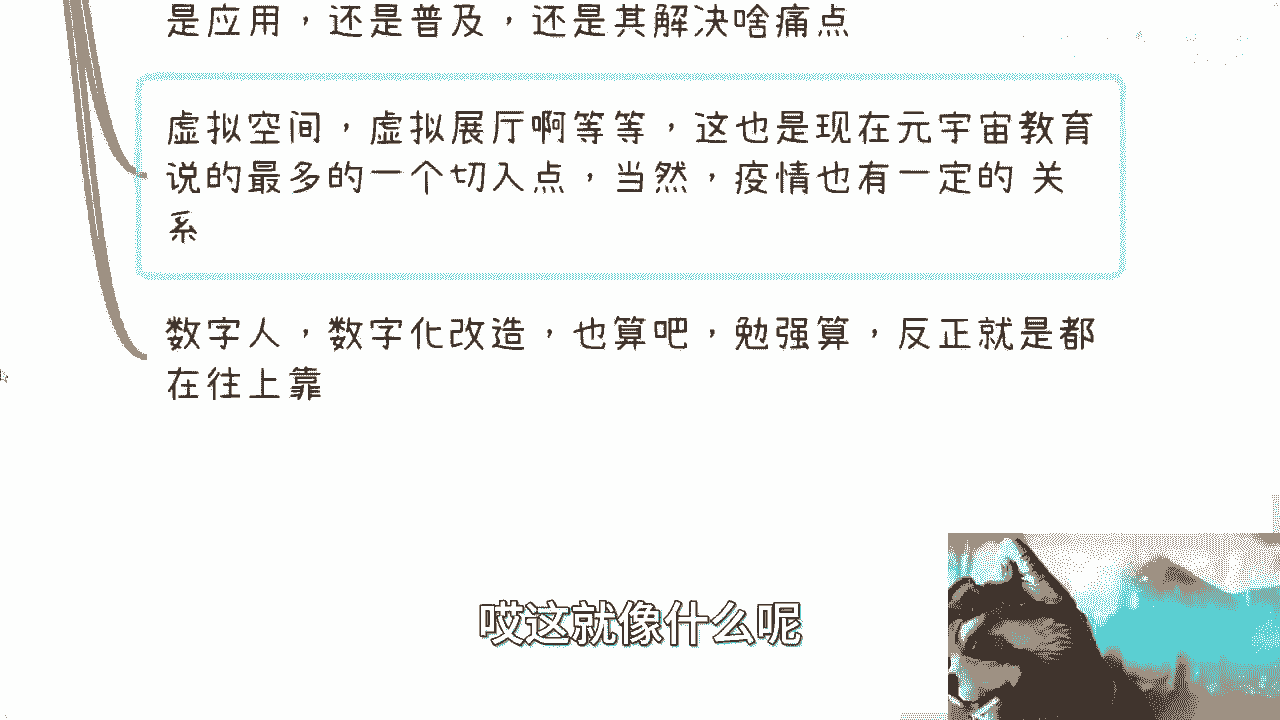 是应用，还是普及，还是其解决啥痛点
虚拟空间，虚拟展厅啊等等，这也是现在元宇宙教育
说的最多的一个切入点，当然，疫情也有一定的 关
系
数字人，数字化改造，也算吧，勉强算，反正就是都
在往上靠
哎这就像什么呢